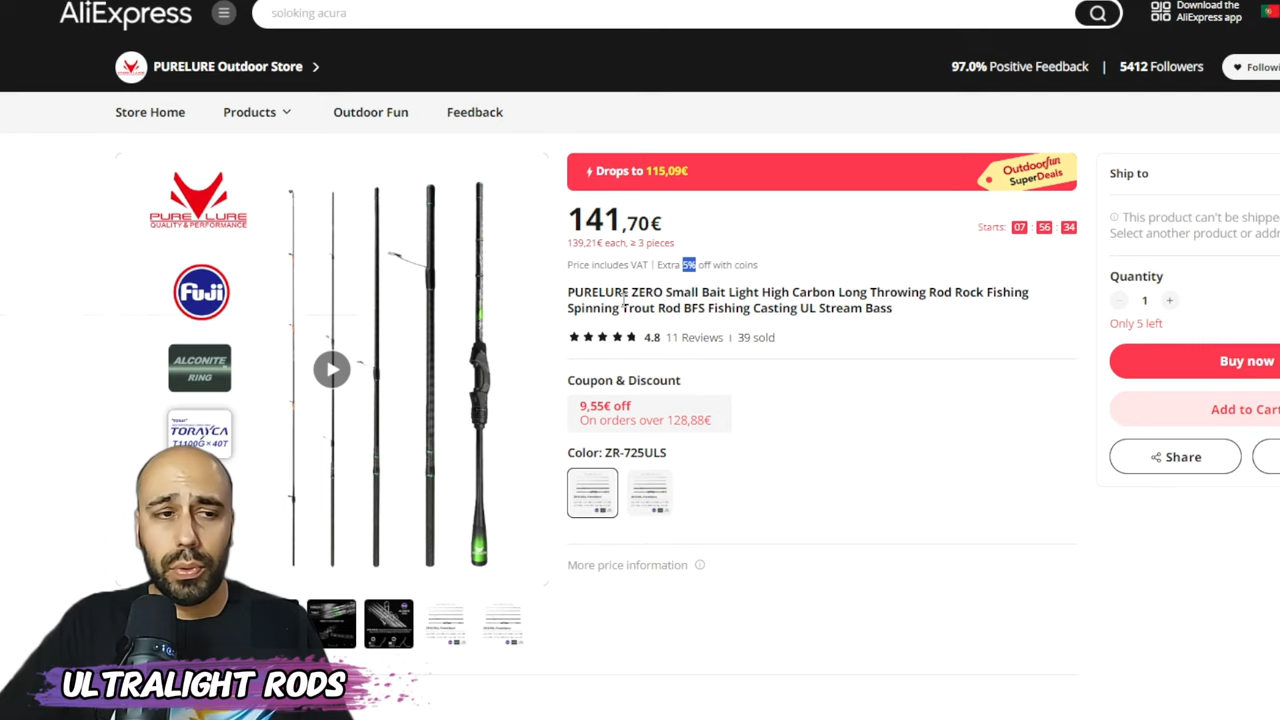 AliExpress
soloking acura
Download the
AliExpress app
PURELURE Outdoor Store
97.0% Positive Feedback | 5412 Followers
Followi
Store Home
Products
Outdoor Fun
Feedback
PURE LURE
QUALITY & PERFORMANCE
Fuji
ALCONITE
RING
TORAYCA
T1100G×40T
Drops to 115,09€
Outdoorfun
SuperDeals
141,70€
Starts: 07 : 56 : 34
139,21€ each, ≥ 3 pieces
Price includes VAT | Extra 5% off with coins
PURELURE ZERO Small Bait Light High Carbon Long Throwing Rod Rock Fishing
Spinning Trout Rod BFS Fishing Casting UL Stream Bass
4.8 11 Reviews | 39 sold
Coupon & Discount
9,55€ off
On orders over 128,88€
Color: ZR-725ULS
More price information
Ship to
This product can't be shippe
Select another product or addr
Quantity
1
Only 5 left
Buy now
Add to Cart
Share
ULTRALIGHT RODS